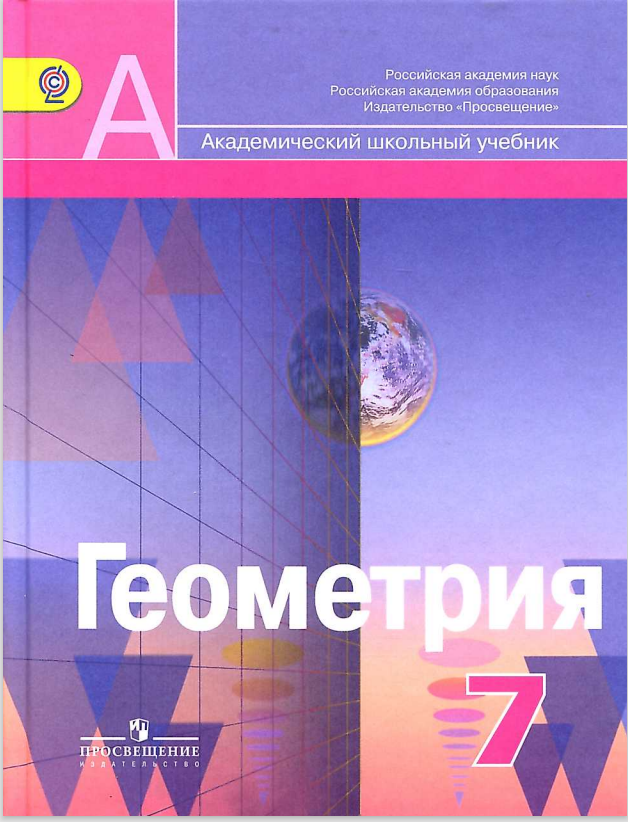 Российская академия наук
Российская академия образования
Издательство «Просвещение»
А
Академический школьный учебник
Геометрия
7
ПРОСВЕЩЕНИЕ
ИЗДАТЕЛЬСТВО